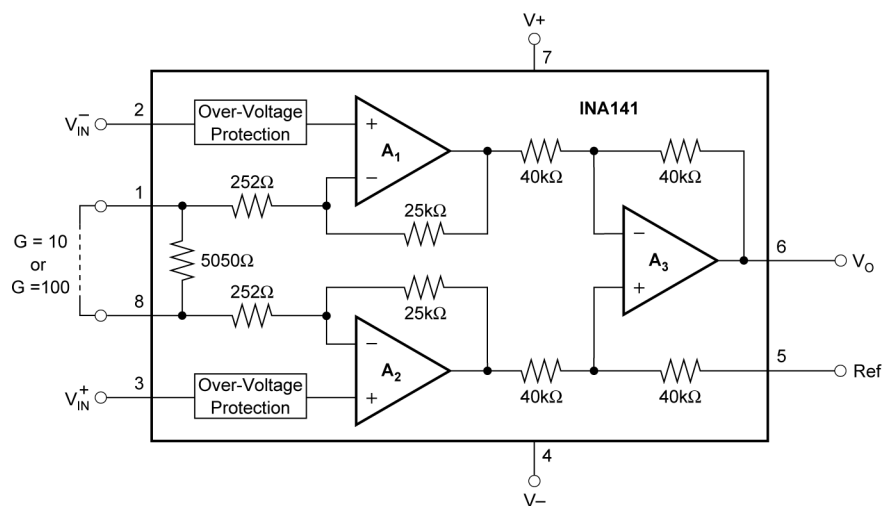 V+
7
INA141
2
V⁻IN
Over-Voltage
Protection
+
A1
−
40kΩ
40kΩ
1
252Ω
25kΩ
G = 10
or
G =100
5050Ω
−
A3
+
6
VO
8
252Ω
25kΩ
−
A2
+
5
Ref
40kΩ
40kΩ
3
V⁺IN
Over-Voltage
Protection
4
V−